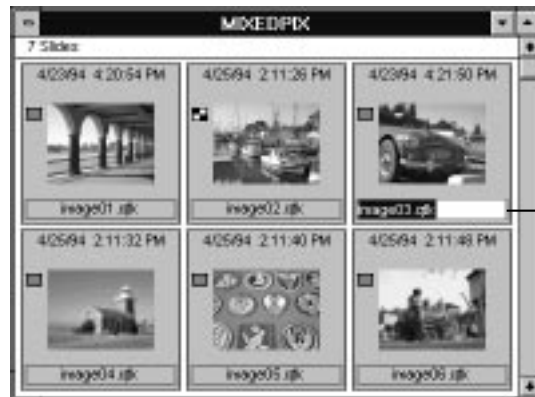 MIXEDPIX
7 Slides
4/23/94 4:20:54 PM
4/25/94 2:11:26 PM
4/23/94 4:21:50 PM
image01.qtk
image02.qtk
image03.qtk
4/25/94 2:11:32 PM
4/25/94 2:11:40 PM
4/25/94 2:11:48 PM
image04.qtk
image05.qtk
image06.qtk